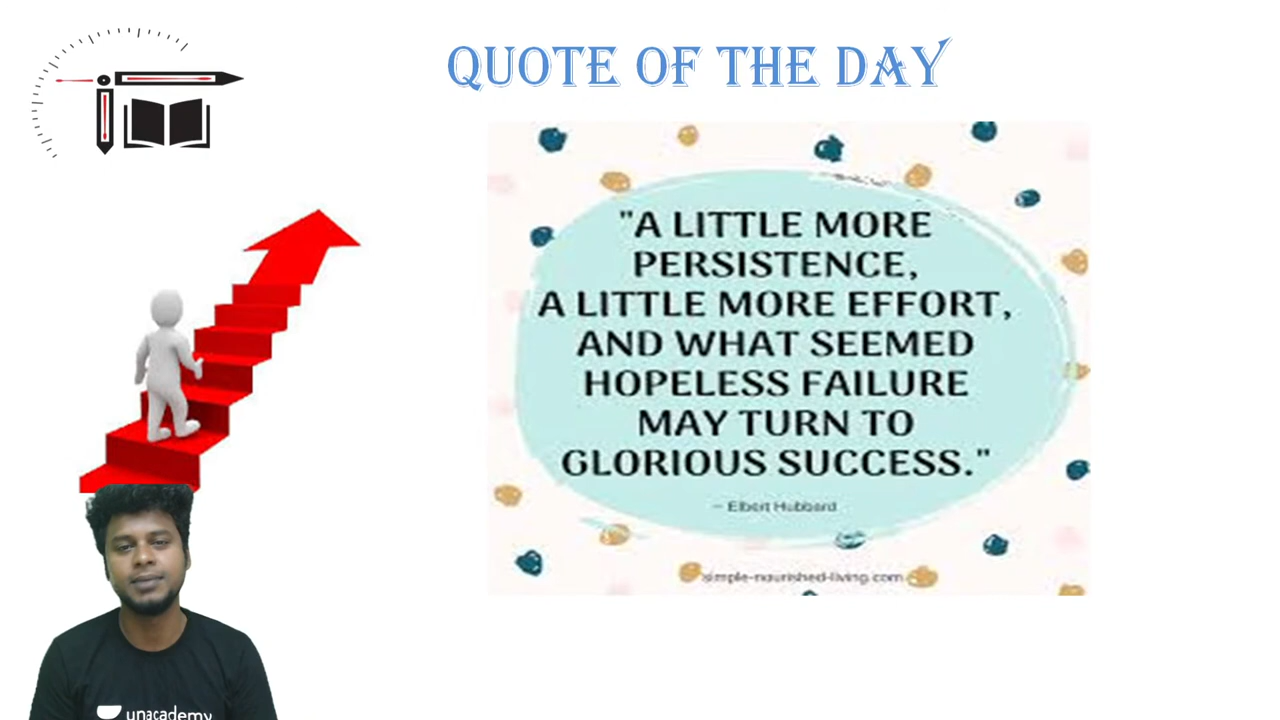 QUOTE OF THE DAY
"A LITTLE MORE
PERSISTENCE,
A LITTLE MORE EFFORT,
AND WHAT SEEMED
HOPELESS FAILURE
MAY TURN TO
GLORIOUS SUCCESS."
– Elbert Hubbard
simple-nourished-living.com
unacademy